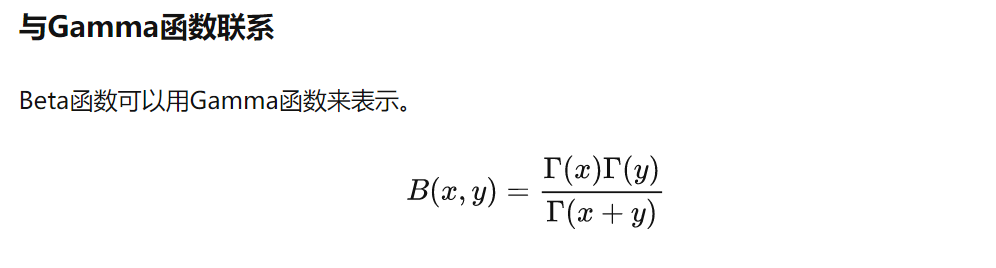 与Gamma函数联系
Beta函数可以用Gamma函数来表示。
B(x, y) = Γ(x)Γ(y) / Γ(x + y)